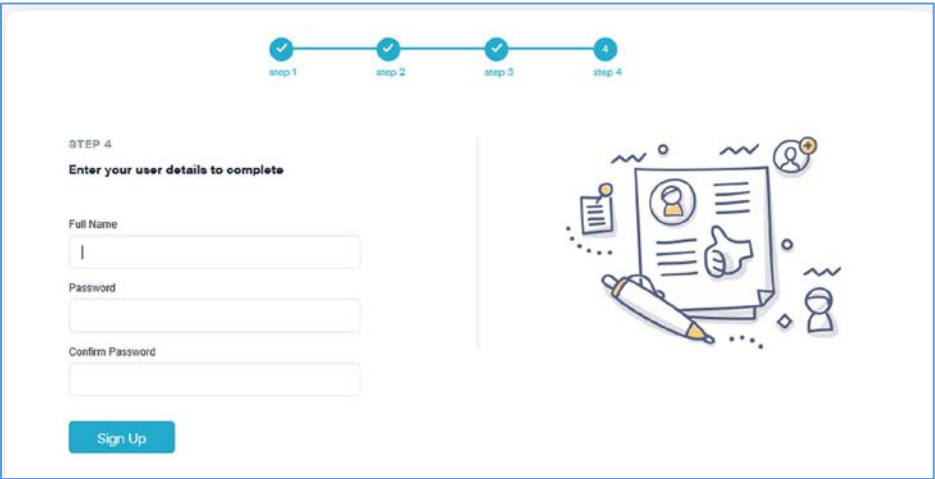 4
step 1
step 2
step 3
step 4
STEP 4
Enter your user details to complete
Full Name
Password
Confirm Password
Sign Up